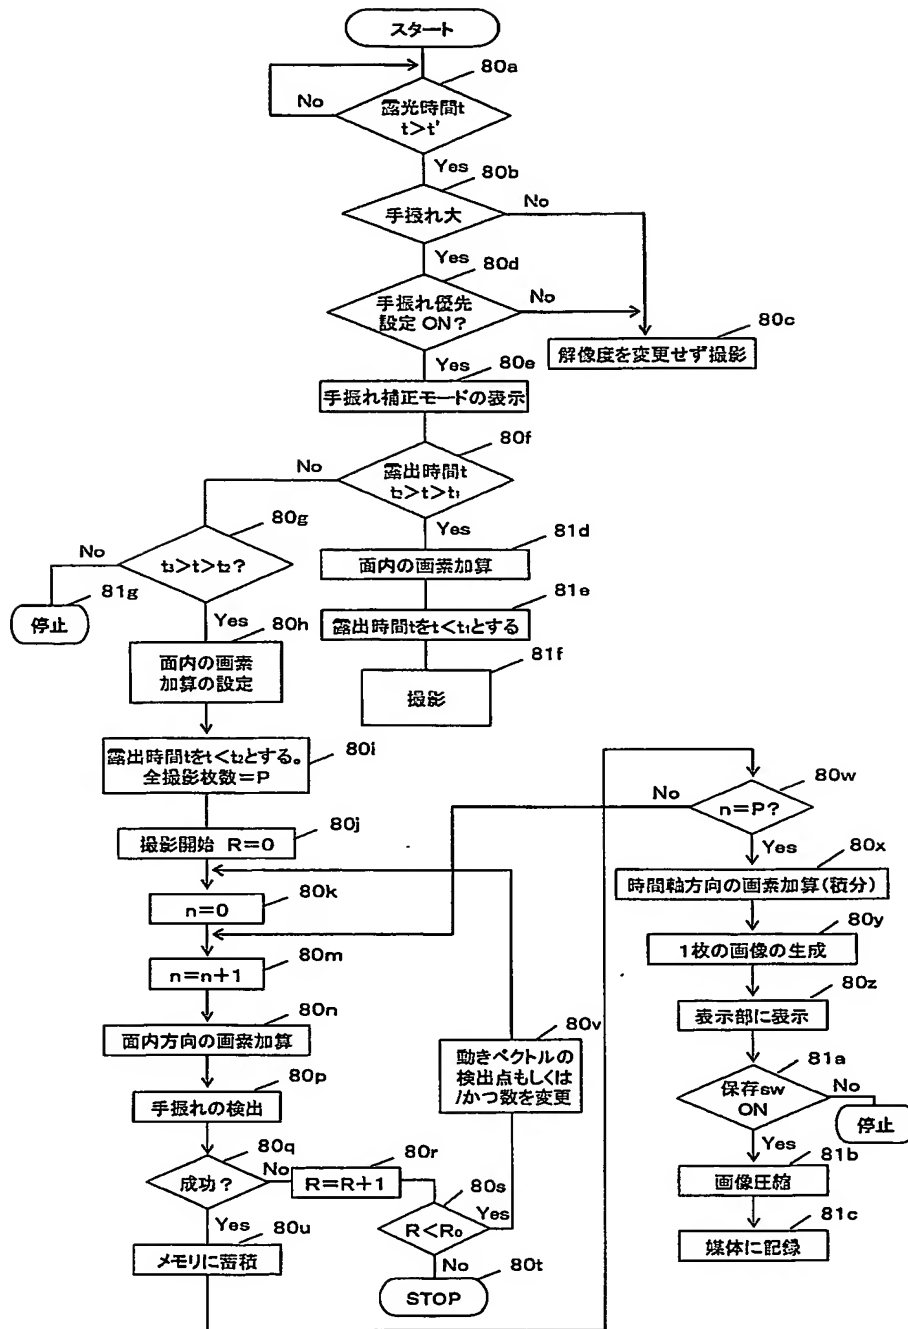 スタート
80a
露光時間t
t>t'
No
Yes
80b
手振れ大
No
Yes
80d
手振れ優先
設定 ON?
No
80c
解像度を変更せず撮影
Yes
80e
手振れ補正モードの表示
80f
露出時間t
t₂>t>t₁
No
Yes
80g
t₃>t>t₂?
No
81g
停止
Yes
81d
面内の画素加算
81e
露出時間tをt<t₁とする
81f
撮影
80h
面内の画素
加算の設定
80i
露出時間tをt<t₂とする。
全撮影枚数=P
80j
撮影開始 R=0
80k
n=0
80m
n=n+1
80n
面内方向の画素加算
80p
手振れの検出
80q
成功?
No
80r
R=R+1
80s
R<R₀
Yes
No
80t
STOP
80v
動きベクトルの
検出点もしくは
/かつ数を変更
Yes
80u
メモリに蓄積
80w
n=P?
No
Yes
80x
時間軸方向の画素加算(積分)
80y
1枚の画像の生成
80z
表示部に表示
81a
保存sw
ON
No
停止
Yes
81b
画像圧縮
81c
媒体に記録